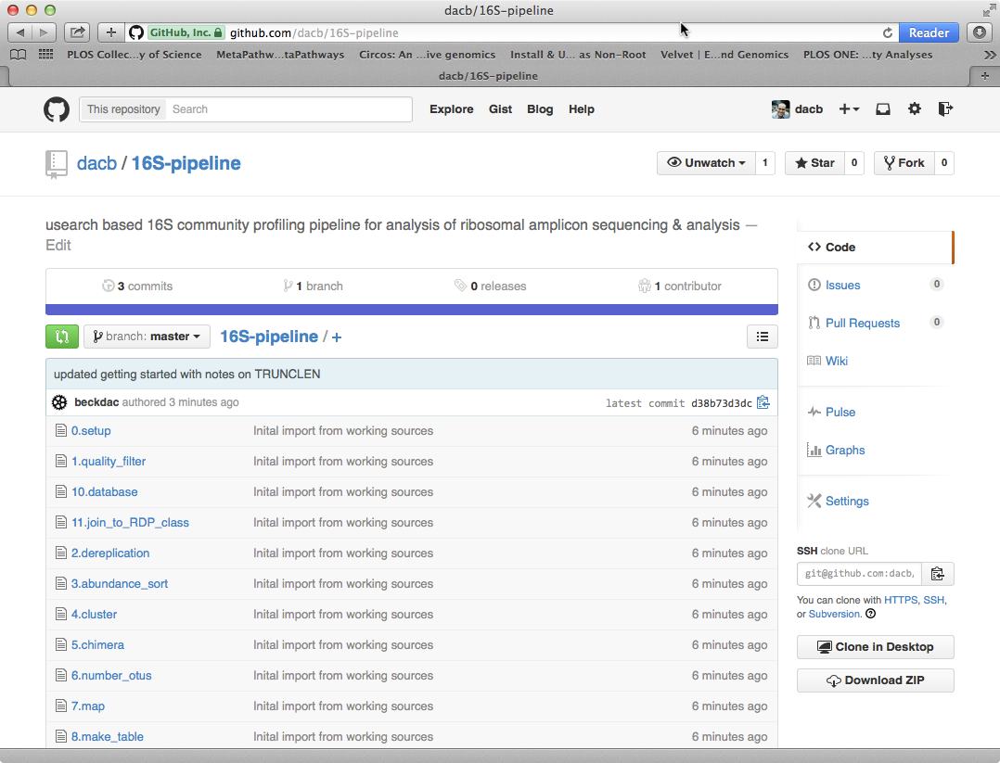 dacb/16S-pipeline
GitHub, Inc. github.com/dacb/16S-pipeline Reader
PLOS Collec...y of Science MetaPathw...taPathways Circos: An ...ive genomics Install & U... as Non-Root Velvet | E...nd Genomics PLOS ONE: ...ty Analyses
dacb/16S-pipeline
This repository Search Explore Gist Blog Help dacb
dacb / 16S-pipeline Unwatch 1 Star 0 Fork 0
usearch based 16S community profiling pipeline for analysis of ribosomal amplicon sequencing & analysis —
Edit
3 commits 1 branch 0 releases 1 contributor
branch: master 16S-pipeline / +
updated getting started with notes on TRUNCLEN
beckdac authored 3 minutes ago latest commit d38b73d3dc
0.setup Inital import from working sources 6 minutes ago
1.quality_filter Inital import from working sources 6 minutes ago
10.database Inital import from working sources 6 minutes ago
11.join_to_RDP_class Inital import from working sources 6 minutes ago
2.dereplication Inital import from working sources 6 minutes ago
3.abundance_sort Inital import from working sources 6 minutes ago
4.cluster Inital import from working sources 6 minutes ago
5.chimera Inital import from working sources 6 minutes ago
6.number_otus Inital import from working sources 6 minutes ago
7.map Inital import from working sources 6 minutes ago
8.make_table Inital import from working sources 6 minutes ago
Code
Issues 0
Pull Requests 0
Wiki
Pulse
Graphs
Settings
SSH clone URL
git@github.com:dacb,
You can clone with HTTPS, SSH,
or Subversion.
Clone in Desktop
Download ZIP